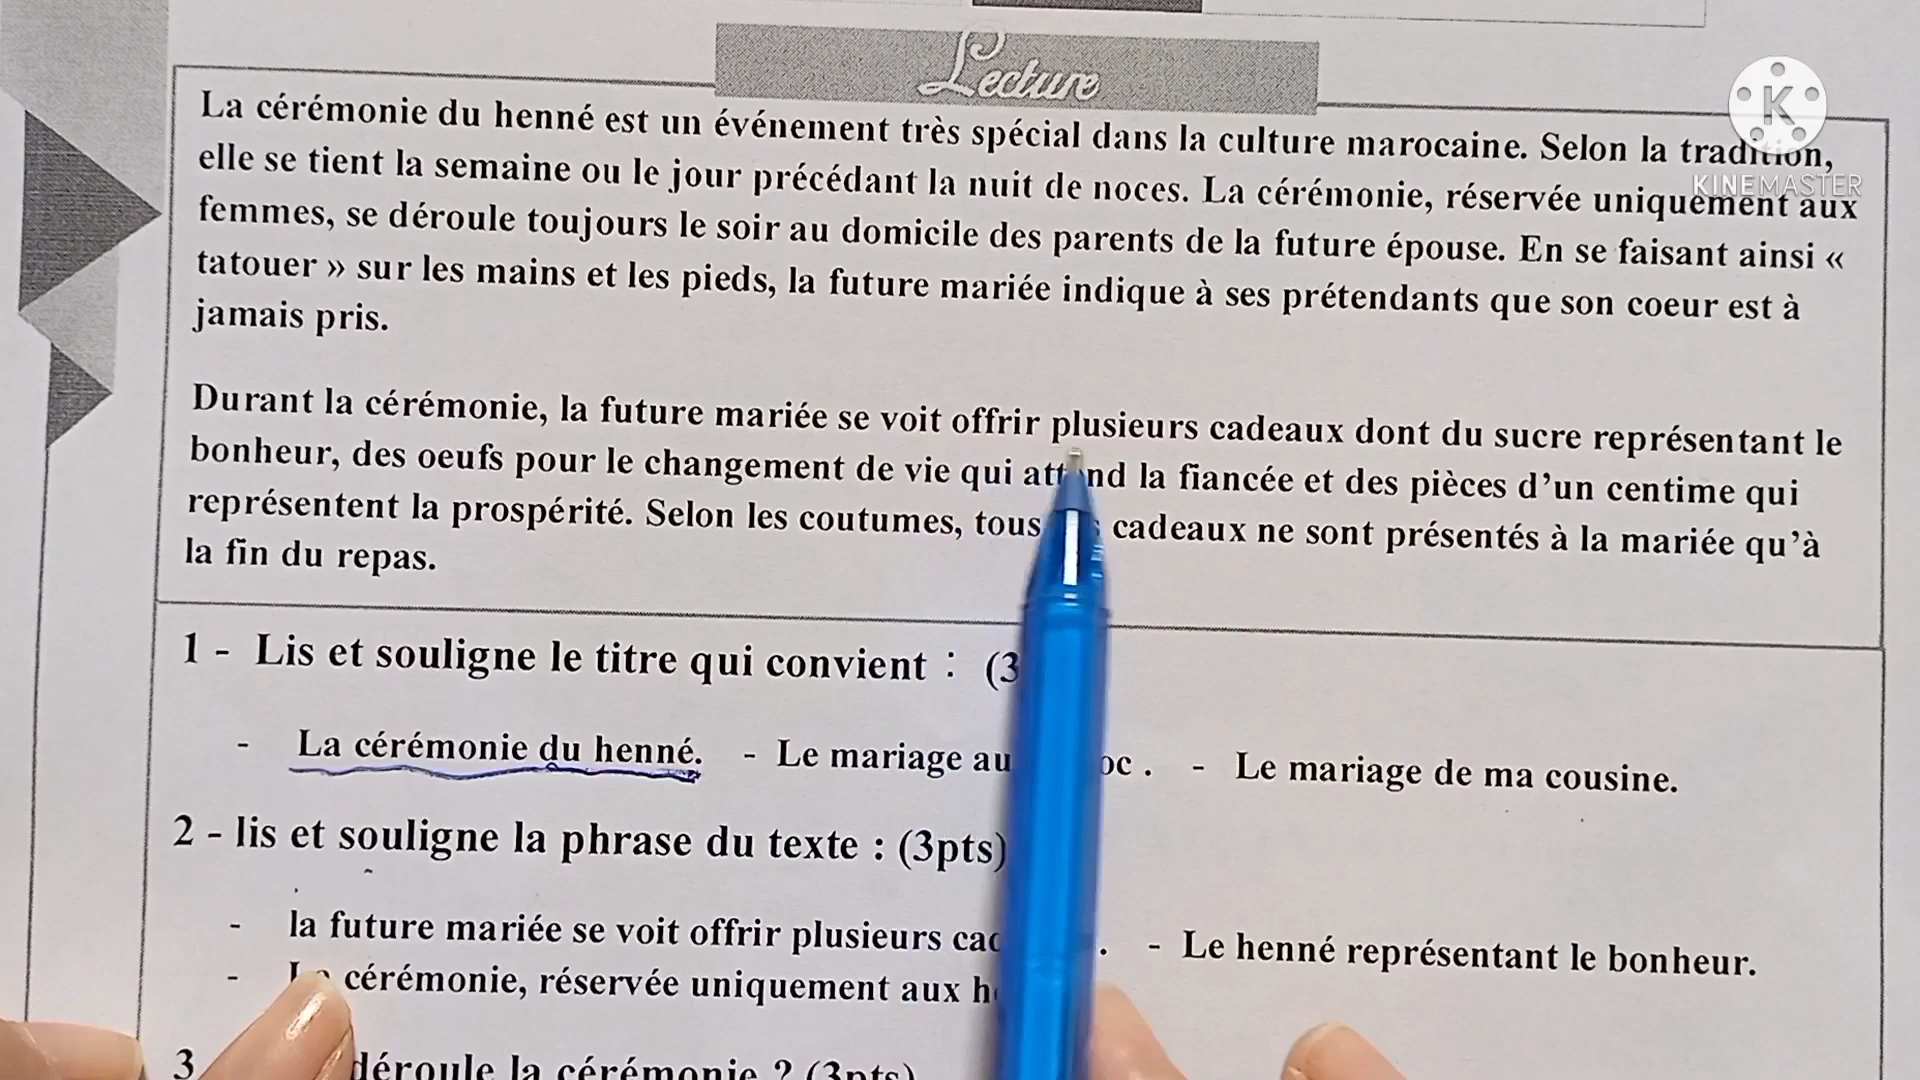 Lecture
La cérémonie du henné est un événement très spécial dans la culture marocaine. Selon la tradition,
elle se tient la semaine ou le jour précédant la nuit de noces. La cérémonie, réservée uniquement aux
femmes, se déroule toujours le soir au domicile des parents de la future épouse. En se faisant ainsi «
tatouer » sur les mains et les pieds, la future mariée indique à ses prétendants que son coeur est à
jamais pris.
Durant la cérémonie, la future mariée se voit offrir plusieurs cadeaux dont du sucre représentant le
bonheur, des oeufs pour le changement de vie qui attend la fiancée et des pièces d’un centime qui
représentent la prospérité. Selon les coutumes, tous cadeaux ne sont présentés à la mariée qu’à
la fin du repas.
1 - Lis et souligne le titre qui convient : (3
- La cérémonie du henné. - Le mariage au - Le mariage de ma cousine.
2 - lis et souligne la phrase du texte : (3pts)
- la future mariée se voit offrir plusieurs . - Le henné représentant le bonheur.
- La cérémonie, réservée uniquement aux
3 déroule la cérémonie ? (3pts)
K
KINEMASTER